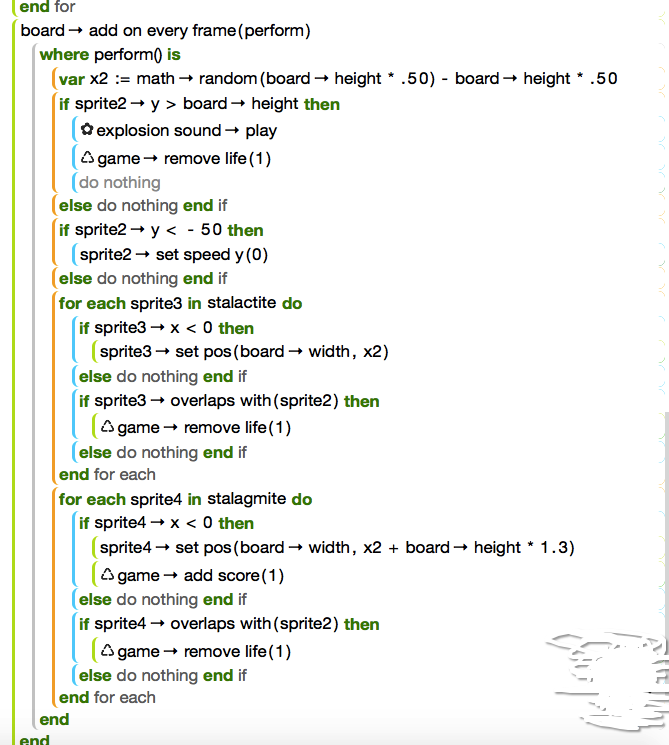 end for
board → add on every frame(perform)
where perform() is
var x2 := math → random(board → height * .50) - board → height * .50
if sprite2 → y > board → height then
explosion sound → play
game → remove life(1)
do nothing
else do nothing end if
if sprite2 → y < - 50 then
sprite2 → set speed y(0)
else do nothing end if
for each sprite3 in stalactite do
if sprite3 → x < 0 then
sprite3 → set pos(board → width, x2)
else do nothing end if
if sprite3 → overlaps with(sprite2) then
game → remove life(1)
else do nothing end if
end for each
for each sprite4 in stalagmite do
if sprite4 → x < 0 then
sprite4 → set pos(board → width, x2 + board → height * 1.3)
game → add score(1)
else do nothing end if
if sprite4 → overlaps with(sprite2) then
game → remove life(1)
else do nothing end if
end for each
end
end